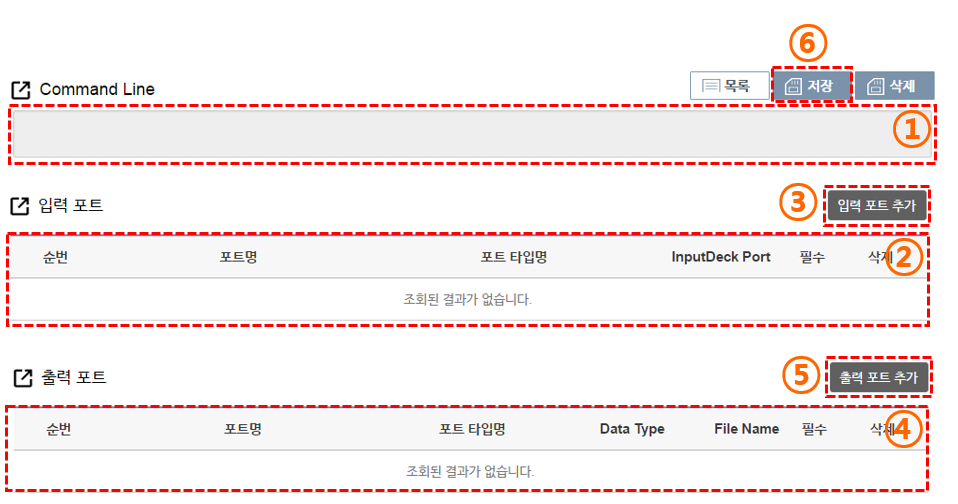 ⑥
Command Line 목록 저장 삭제
①
입력 포트 ③ 입력 포트 추가
순번 포트명 포트 타입명 InputDeck Port 필수 삭제 ②
조회된 결과가 없습니다.
출력 포트 ⑤ 출력 포트 추가
순번 포트명 포트 타입명 Data Type File Name 필수 삭제 ④
조회된 결과가 없습니다.